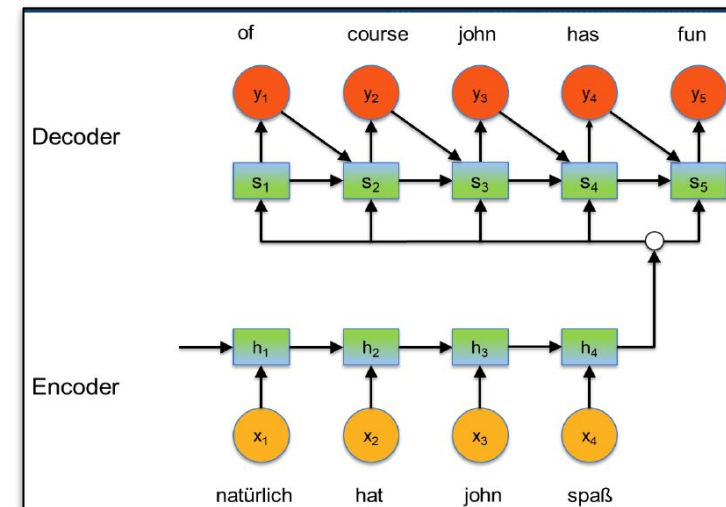 of course john has fun
y1 y2 y3 y4 y5
Decoder
s1 s2 s3 s4 s5
h1 h2 h3 h4
Encoder
x1 x2 x3 x4
natürlich hat john spaß